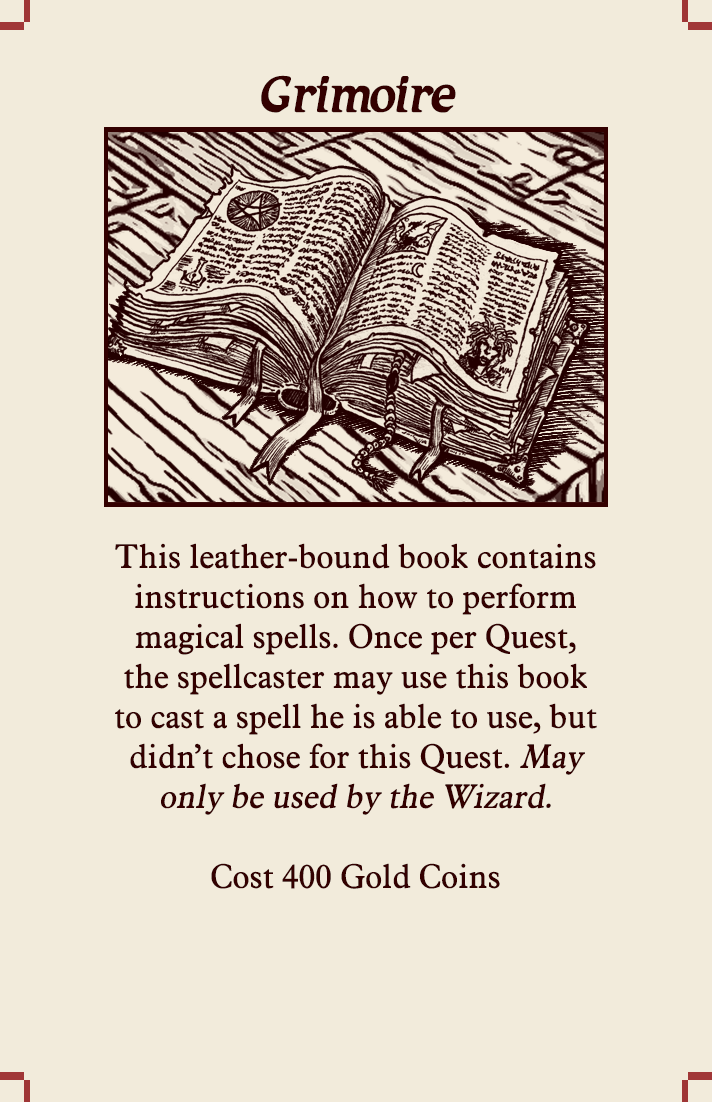 Grimoire
This leather-bound book contains
instructions on how to perform
magical spells. Once per Quest,
the spellcaster may use this book
to cast a spell he is able to use, but
didn’t chose for this Quest. May
only be used by the Wizard.
Cost 400 Gold Coins